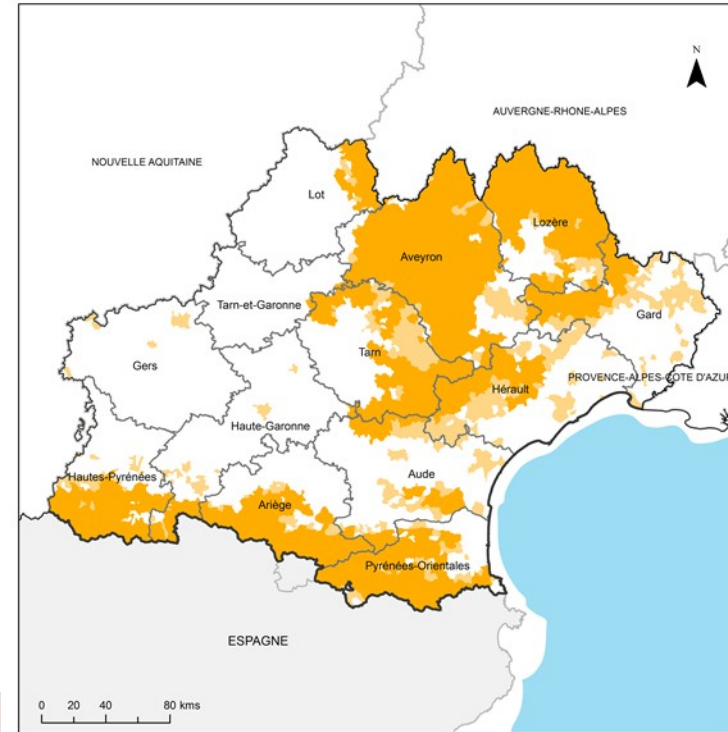 N
AUVERGNE-RHONE-ALPES
NOUVELLE AQUITAINE
Lot
Lozère
Aveyron
Tarn-et-Garonne
Gard
Tarn
Gers
PROVENCE-ALPES-COTE D'AZUR
Hérault
Haute-Garonne
Hautes-Pyrénées
Aude
Ariège
Pyrénées-Orientales
ESPAGNE
0 20 40 80 kms